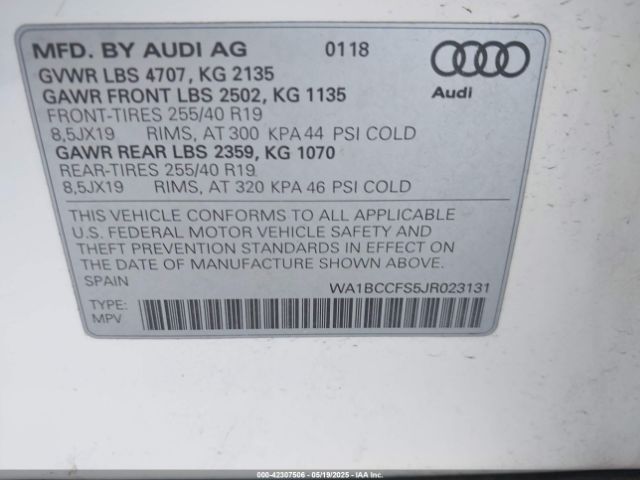 MFD. BY AUDI AG 0118
GVWR LBS 4707, KG 2135
GAWR FRONT LBS 2502, KG 1135
Audi
FRONT-TIRES 255/40 R19
8,5JX19 RIMS, AT 300 KPA 44 PSI COLD
GAWR REAR LBS 2359, KG 1070
REAR-TIRES 255/40 R19
8,5JX19 RIMS, AT 320 KPA 46 PSI COLD
THIS VEHICLE CONFORMS TO ALL APPLICABLE
U.S. FEDERAL MOTOR VEHICLE SAFETY AND
THEFT PREVENTION STANDARDS IN EFFECT ON
THE DATE OF MANUFACTURE SHOWN ABOVE.
SPAIN WA1BCCFS5JR023131
TYPE:
MPV
000-42307506 - 05/19/2025 - IAA Inc.